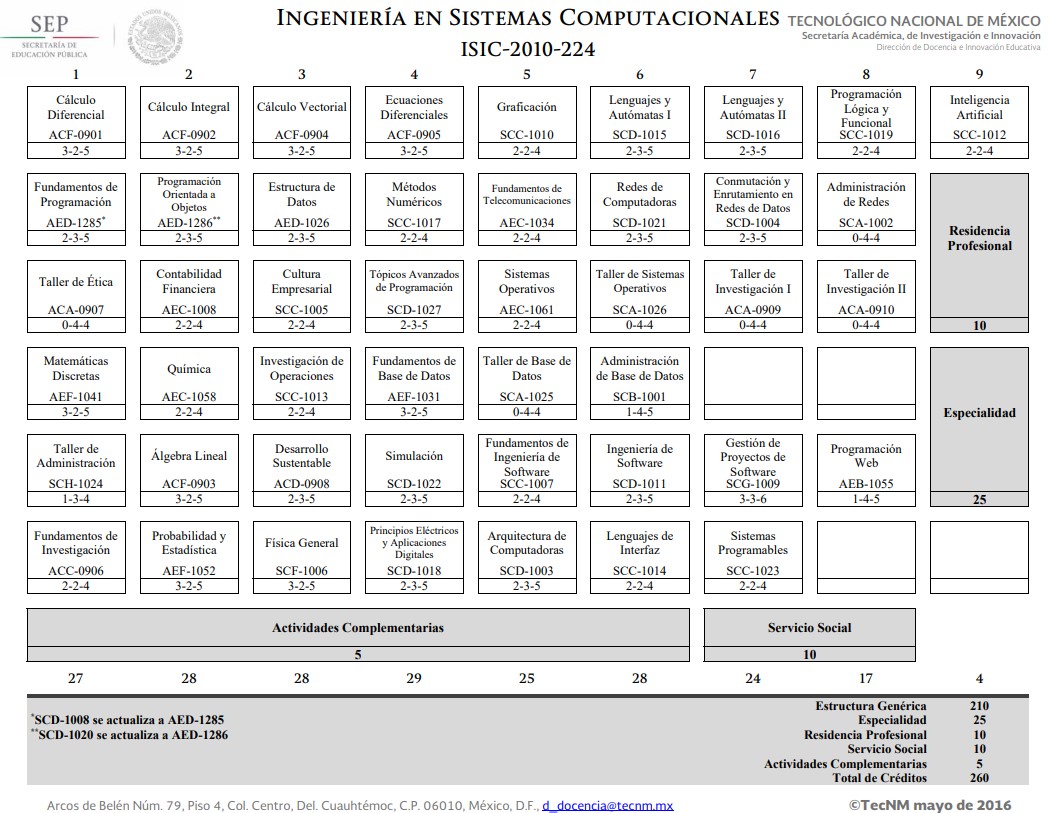 SEP
SECRETARÍA DE
EDUCACIÓN PÚBLICA
INGENIERÍA EN SISTEMAS COMPUTACIONALES
ISIC-2010-224
TECNOLÓGICO NACIONAL DE MÉXICO
Secretaría Académica, de Investigación e Innovación
Dirección de Docencia e Innovación Educativa
1 2 3 4 5 6 7 8 9
Cálculo
Diferencial
ACF-0901
3-2-5
Cálculo Integral
ACF-0902
3-2-5
Cálculo Vectorial
ACF-0904
3-2-5
Ecuaciones
Diferenciales
ACF-0905
3-2-5
Graficación
SCC-1010
2-2-4
Lenguajes y
Autómatas I
SCD-1015
2-3-5
Lenguajes y
Autómatas II
SCD-1016
2-3-5
Programación
Lógica y
Funcional
SCC-1019
2-2-4
Inteligencia
Artificial
SCC-1012
2-2-4
Fundamentos de
Programación
AED-1285*
2-3-5
Programación
Orientada a
Objetos
AED-1286**
2-3-5
Estructura de
Datos
AED-1026
2-3-5
Métodos
Numéricos
SCC-1017
2-2-4
Fundamentos de
Telecomunicaciones
AEC-1034
2-2-4
Redes de
Computadoras
SCD-1021
2-3-5
Conmutación y
Enrutamiento en
Redes de Datos
SCD-1004
2-3-5
Administración
de Redes
SCA-1002
0-4-4
Residencia
Profesional
10
Taller de Ética
ACA-0907
0-4-4
Contabilidad
Financiera
AEC-1008
2-2-4
Cultura
Empresarial
SCC-1005
2-2-4
Tópicos Avanzados
de Programación
SCD-1027
2-3-5
Sistemas
Operativos
AEC-1061
2-2-4
Taller de Sistemas
Operativos
SCA-1026
0-4-4
Taller de
Investigación I
ACA-0909
0-4-4
Taller de
Investigación II
ACA-0910
0-4-4
Matemáticas
Discretas
AEF-1041
3-2-5
Química
AEC-1058
2-2-4
Investigación de
Operaciones
SCC-1013
2-2-4
Fundamentos de
Base de Datos
AEF-1031
3-2-5
Taller de Base de
Datos
SCA-1025
0-4-4
Administración
de Base de Datos
SCB-1001
1-4-5
Especialidad
25
Taller de
Administración
SCH-1024
1-3-4
Álgebra Lineal
ACF-0903
3-2-5
Desarrollo
Sustentable
ACD-0908
2-3-5
Simulación
SCD-1022
2-3-5
Fundamentos de
Ingeniería de
Software
SCC-1007
2-2-4
Ingeniería de
Software
SCD-1011
2-3-5
Gestión de
Proyectos de
Software
SCG-1009
3-3-6
Programación
Web
AEB-1055
1-4-5
Fundamentos de
Investigación
ACC-0906
2-2-4
Probabilidad y
Estadística
AEF-1052
3-2-5
Física General
SCF-1006
3-2-5
Principios Eléctricos
y Aplicaciones
Digitales
SCD-1018
2-3-5
Arquitectura de
Computadoras
SCD-1003
2-3-5
Lenguajes de
Interfaz
SCC-1014
2-2-4
Sistemas
Programables
SCC-1023
2-2-4
Actividades Complementarias
5
Servicio Social
10
27 28 28 29 25 28 24 17 4
*SCD-1008 se actualiza a AED-1285
**SCD-1020 se actualiza a AED-1286
Estructura Genérica 210
Especialidad 25
Residencia Profesional 10
Servicio Social 10
Actividades Complementarias 5
Total de Créditos 260
Arcos de Belén Núm. 79, Piso 4, Col. Centro, Del. Cuauhtémoc, C.P. 06010, México, D.F., d_docencia@tecnm.mx
©TecNM mayo de 2016